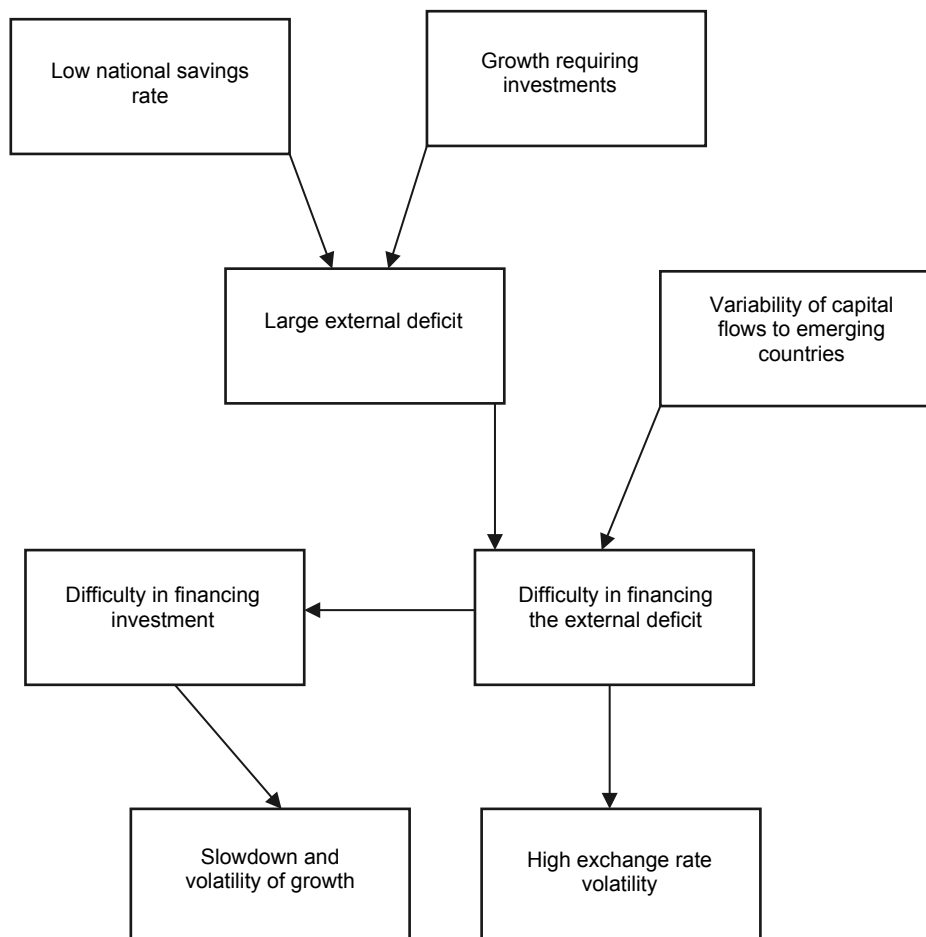 Low national savings
rate
Growth requiring
investments
Large external deficit
Variability of capital
flows to emerging
countries
Difficulty in financing
investment
Difficulty in financing
the external deficit
Slowdown and
volatility of growth
High exchange rate
volatility